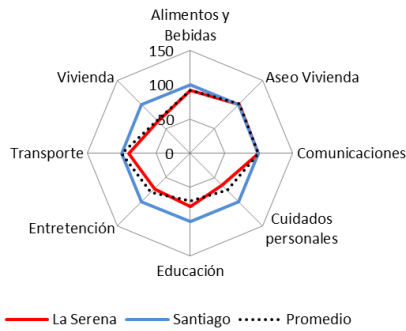 Alimentos y
Bebidas
150
100
50
0
Vivienda
Aseo Vivienda
Transporte
Comunicaciones
Entretención
Cuidados
personales
Educación
La Serena
Santiago
Promedio